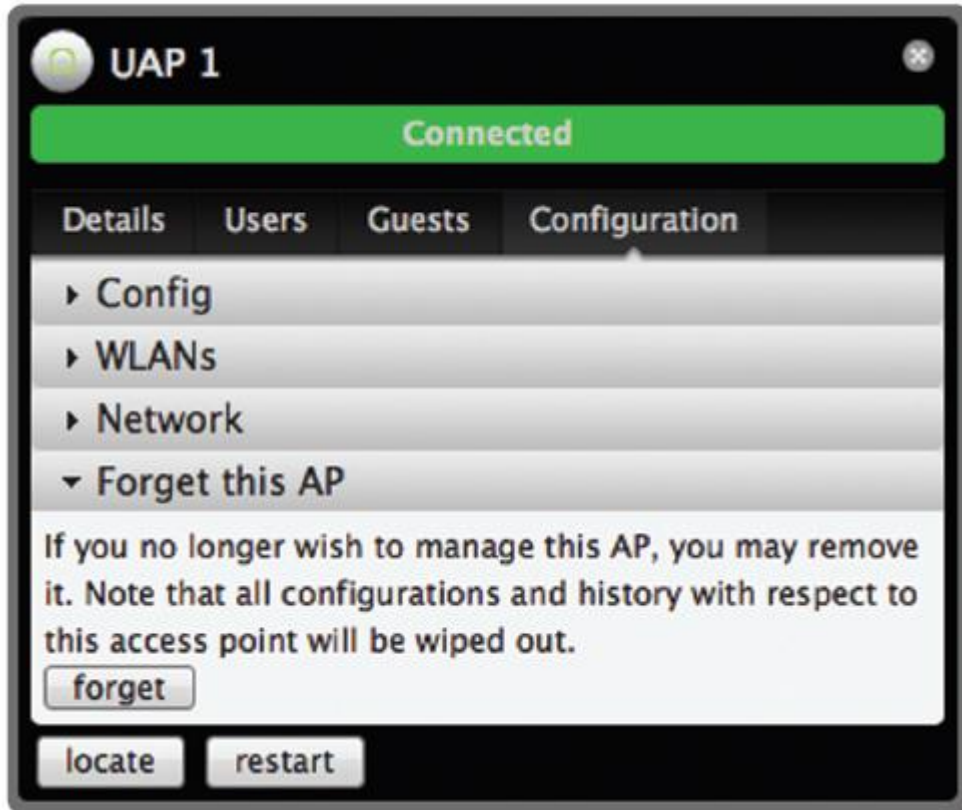 UAP 1
Connected
Details Users Guests Configuration
Config
WLANs
Network
Forget this AP
If you no longer wish to manage this AP, you may remove
it. Note that all configurations and history with respect to
this access point will be wiped out.
forget
locate restart